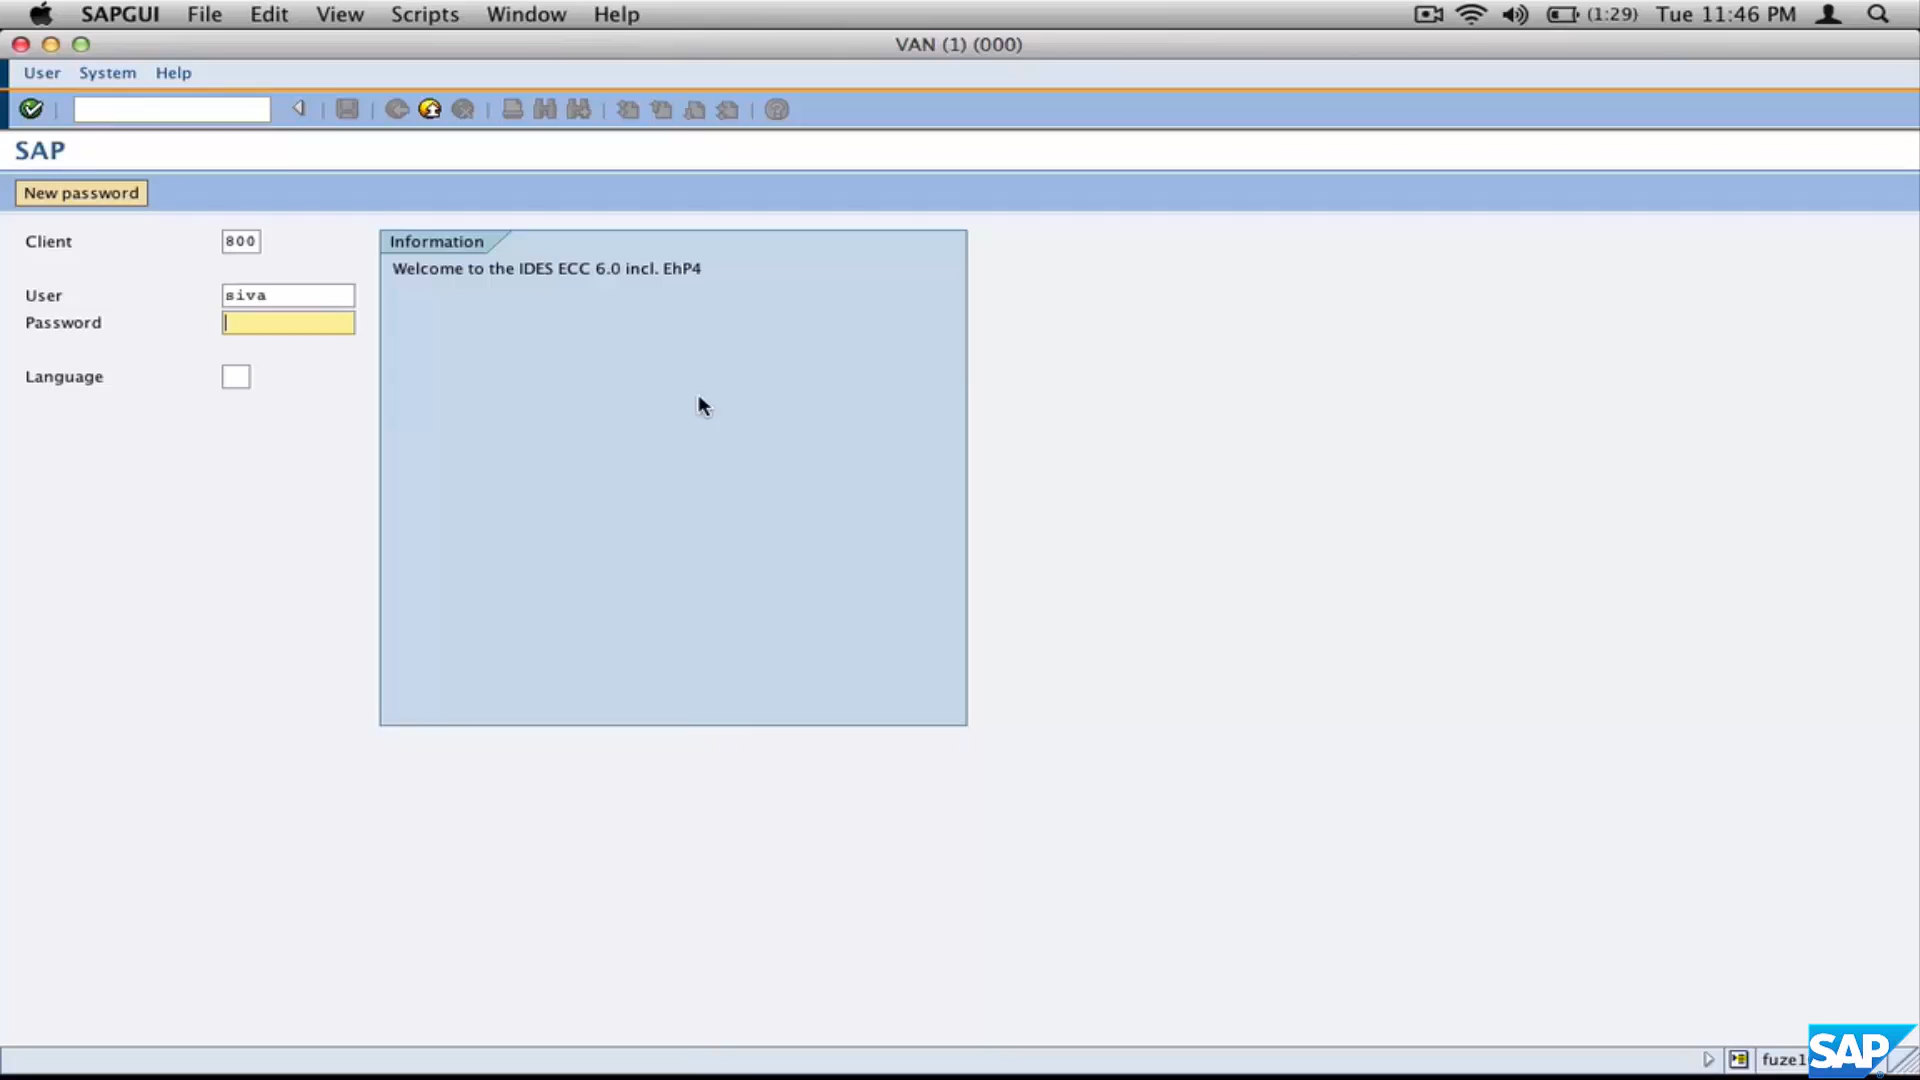 SAPGUI File Edit View Scripts Window Help (1:29) Tue 11:46 PM
VAN (1) (000)
User System Help
SAP
New password
Client 800
Information
Welcome to the IDES ECC 6.0 incl. EhP4
User siva
Password
Language
SAP